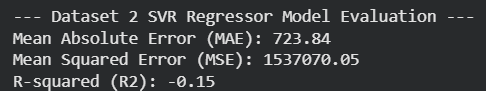 --- Dataset 2 SVR Regressor Model Evaluation ---
Mean Absolute Error (MAE): 723.84
Mean Squared Error (MSE): 1537070.05
R-squared (R2): -0.15